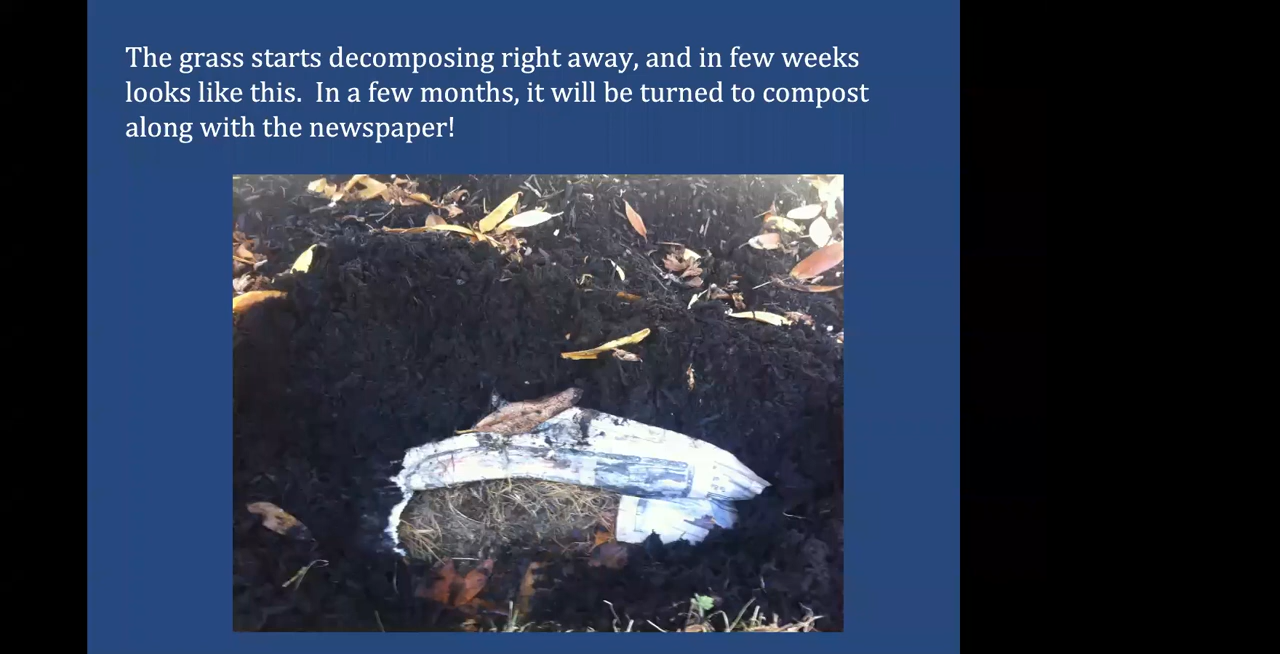 The grass starts decomposing right away, and in few weeks
looks like this.  In a few months, it will be turned to compost
along with the newspaper!